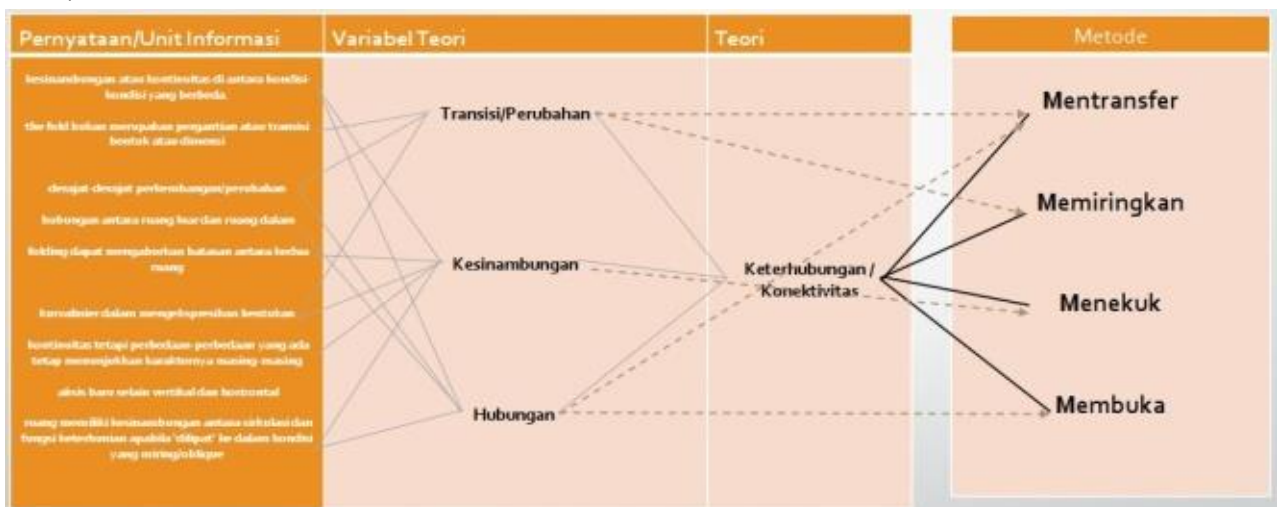 Pernyataan/Unit Informasi
Variabel Teori
Teori
Metode
kesinambungan atau kontinuitas di antara kondisi-
kondisi yang berbeda.
the fold bukan merupakan pergantian atau transisi
bentuk atau dimensi
derajat-derajat perkembangan/perubahan
hubungan antara ruang luar dan ruang dalam
folding dapat mengaburkan batasan antara kedua
ruang
kurvalinier dalam mengekspresikan bentukan
kontinuitas tetapi perbedaan-perbedaan yang ada
tetap menunjukkan karakternya masing-masing
aksis baru selain vertikal dan horizontal
ruang memiliki kesinambungan antara sirkulasi dan
fungsi keterhunian apabila 'dilipat' ke dalam kondisi
yang miring/oblique
Transisi/Perubahan
Kesinambungan
Hubungan
Keterhubungan /
Konektivitas
Mentransfer
Memiringkan
Menekuk
Membuka